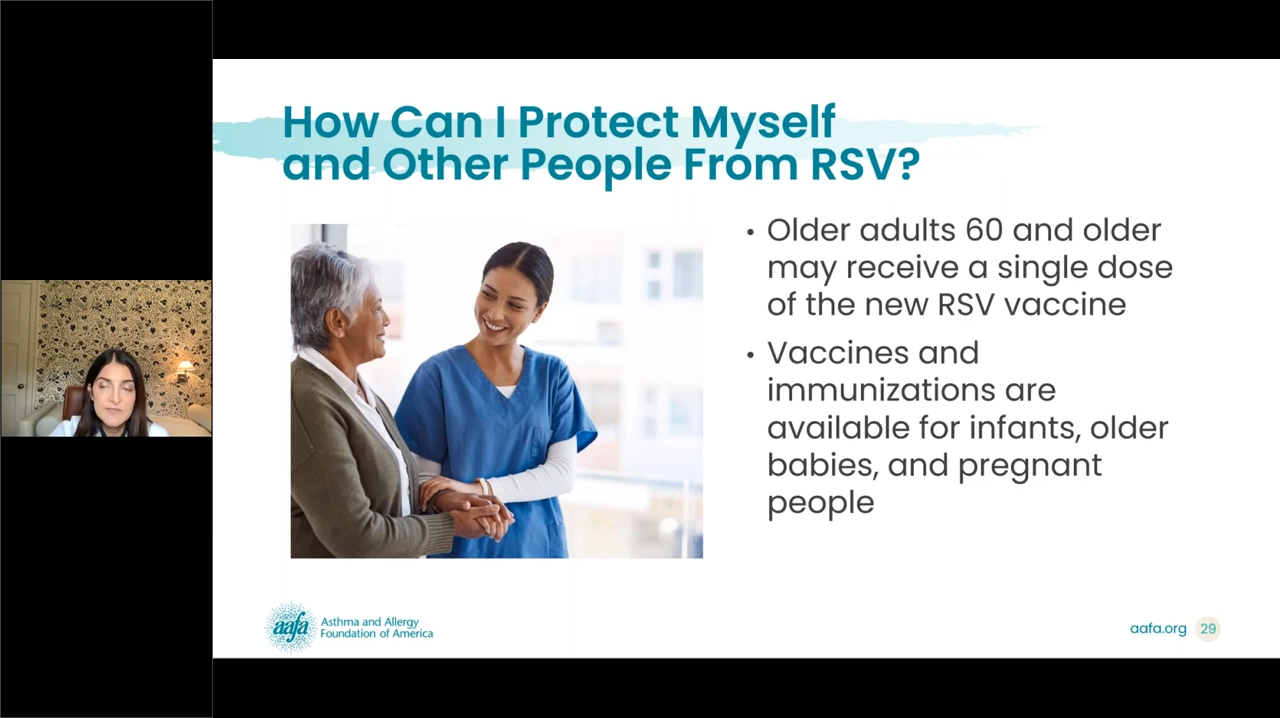 How Can I Protect Myself
and Other People From RSV?
• Older adults 60 and older
may receive a single dose
of the new RSV vaccine
• Vaccines and
immunizations are
available for infants, older
babies, and pregnant
people
aafa
Asthma and Allergy
Foundation of America
aafa.org 29